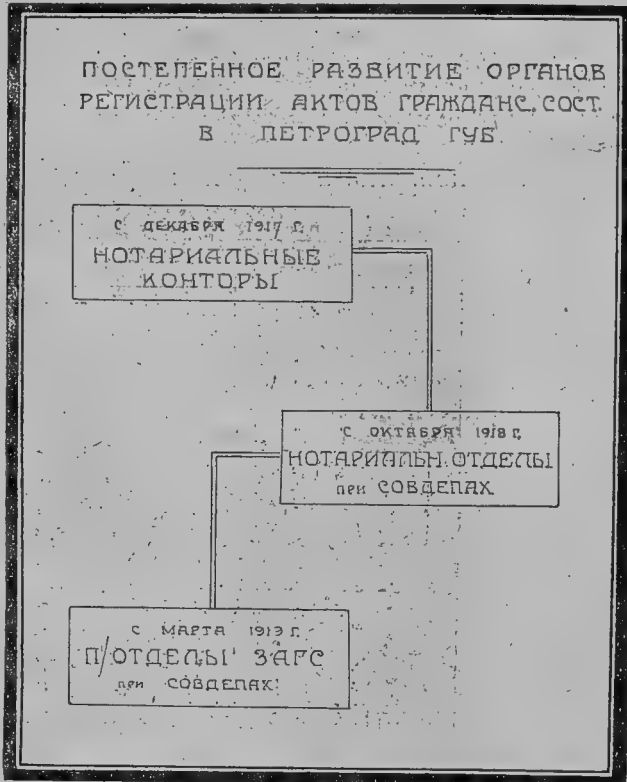 ПОСТЕПЕННОЕ РАЗВИТИЕ ОРГАНОВ
РЕГИСТРАЦИИ АКТОВ ГРАЖДАНС. СОСТ.
В ПЕТРОГРАД ГУБ.
С ДЕКАБРЯ 1917 Г.
НОТАРИАЛЬНЫЕ
КОНТОРЫ
С ОКТЯБРЯ 1918 Г.
НОТАРИАЛЬН. ОТДЕЛЫ
при СОВДЕПАХ
С МАРТА 1919 Г.
П/ОТДЕЛЫ ЗАГС
при СОВДЕПАХ